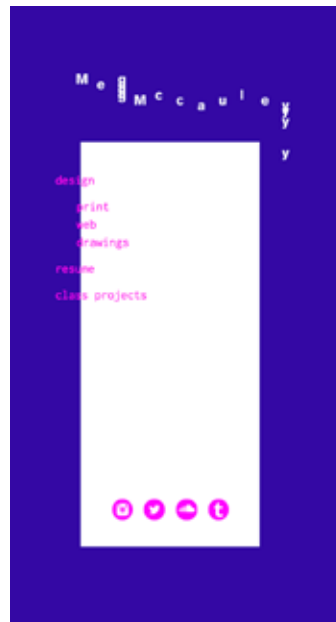 Meg Mccauley
y
y
design
print
web
drawings
resume
class projects